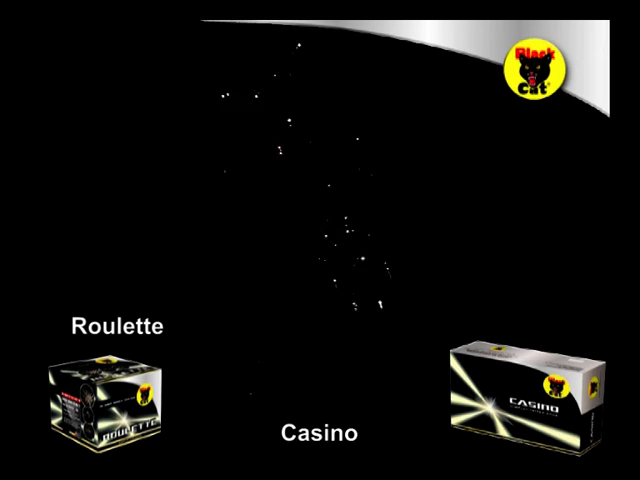 Black
Cat
Roulette
ROULETTE
CASINO
Casino